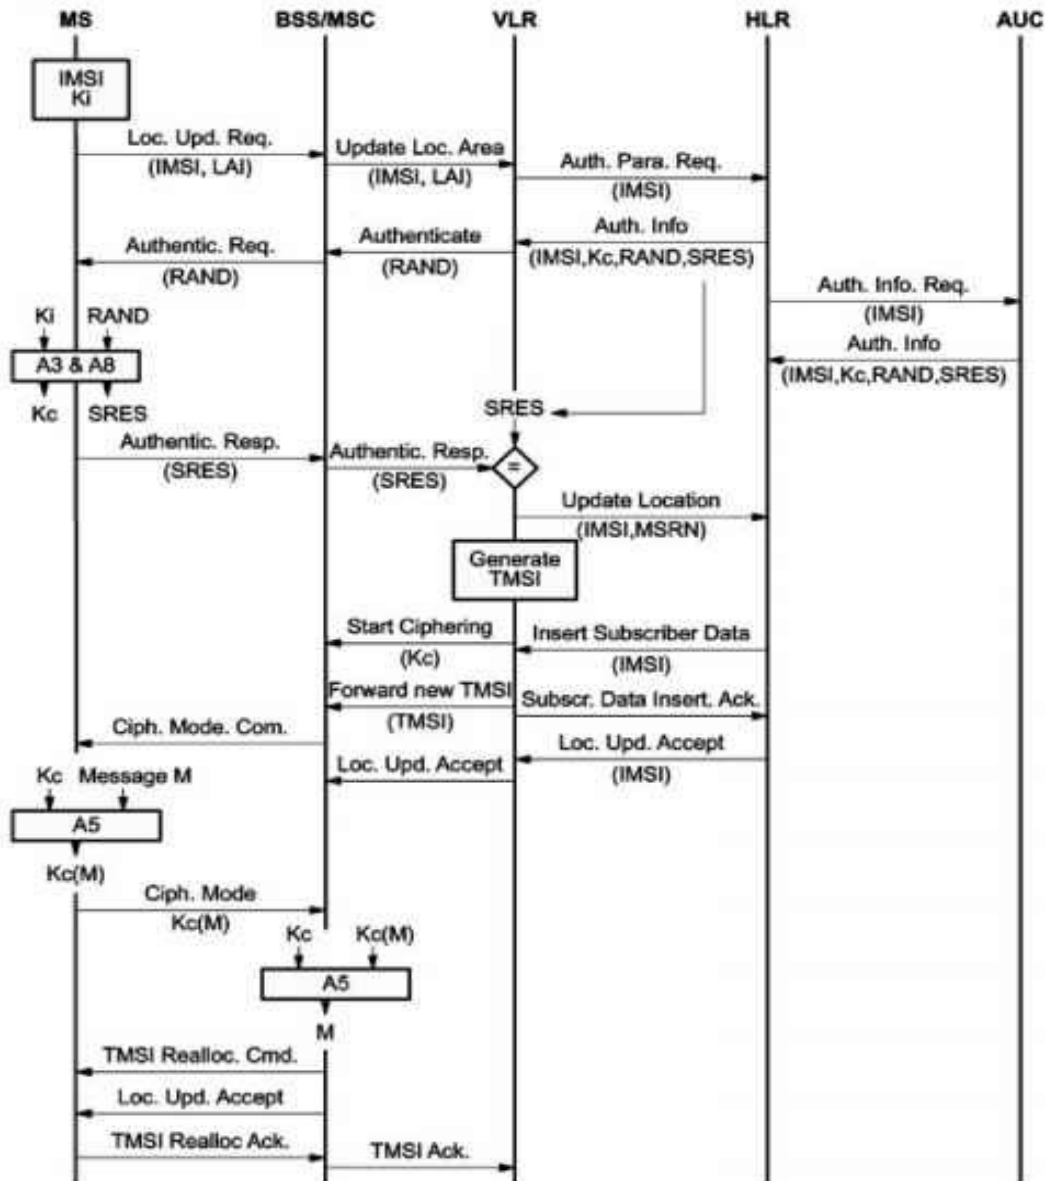 MS BSS/MSC VLR HLR AUC
IMSI
Ki
Loc. Upd. Req.
(IMSI, LAI)
Update Loc. Area
(IMSI, LAI)
Auth. Para. Req.
(IMSI)
Auth. Info
(IMSI,Kc,RAND,SRES)
Authenticate
(RAND)
Authentic. Req.
(RAND)
Auth. Info. Req.
(IMSI)
Auth. Info
(IMSI,Kc,RAND,SRES)
Ki RAND
A3 & A8
Kc SRES
SRES
Authentic. Resp.
(SRES)
Authentic. Resp.
(SRES)
=
Update Location
(IMSI,MSRN)
Generate
TMSI
Start Ciphering
(Kc)
Insert Subscriber Data
(IMSI)
Forward new TMSI
(TMSI)
Subscr. Data Insert. Ack.
Ciph. Mode. Com.
Loc. Upd. Accept
(IMSI)
Loc. Upd. Accept
Kc Message M
A5
Kc(M)
Ciph. Mode
Kc(M)
Kc Kc(M)
A5
M
TMSI Realloc. Cmd.
Loc. Upd. Accept
TMSI Realloc Ack.
TMSI Ack.